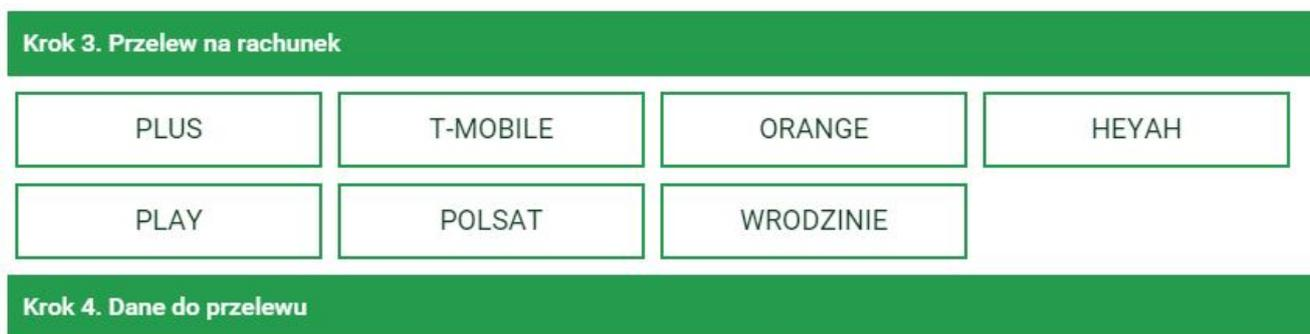 Krok 3. Przelew na rachunek
PLUS T-MOBILE ORANGE HEYAH
PLAY POLSAT WRODZINIE
Krok 4. Dane do przelewu